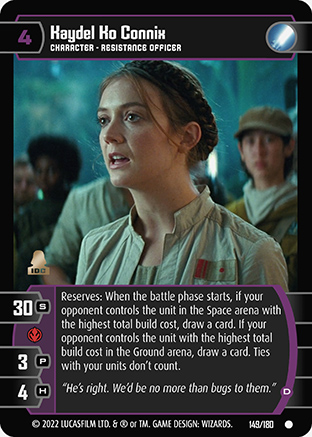 4
Kaydel Ko Connix
CHARACTER - RESISTANCE OFFICER
30 S
3 P
4 H
Reserves: When the battle phase starts, if your
opponent controls the unit in the Space arena with
the highest total build cost, draw a card. If your
opponent controls the unit with the highest total
build cost in the Ground arena, draw a card. Ties
with your units don't count.
“He's right. We'd be no more than bugs to them.”
D
© 2022 LUCASFILM LTD. & ® OR TM. GAME DESIGN: WIZARDS.
149/180